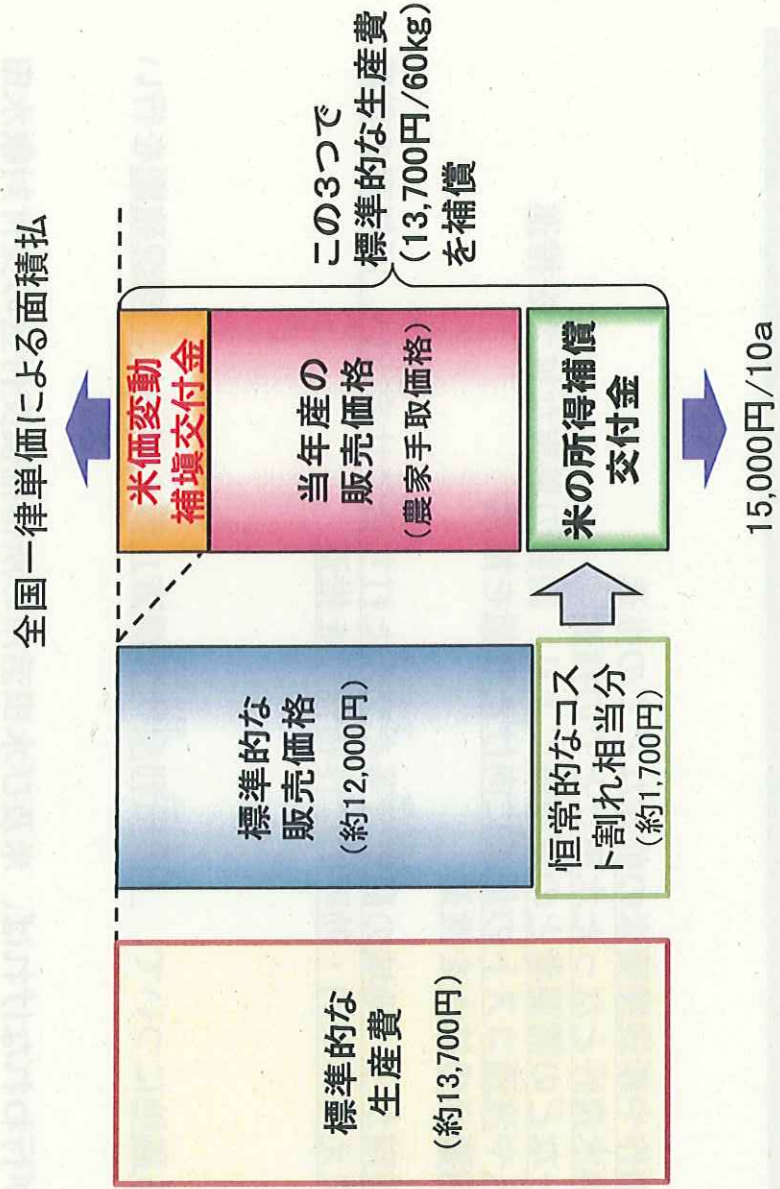 全国一律単価による面積払
標準的な
生産費
(約13,700円)
標準的な
販売価格
(約12,000円)
恒常的なコス
ト割れ相当分
(約1,700円)
米価変動
補填交付金
当年産の
販売価格
(農家手取価格)
米の所得補償
交付金
この3つで
標準的な生産費
(13,700円/60kg)
を補償
15,000円/10a